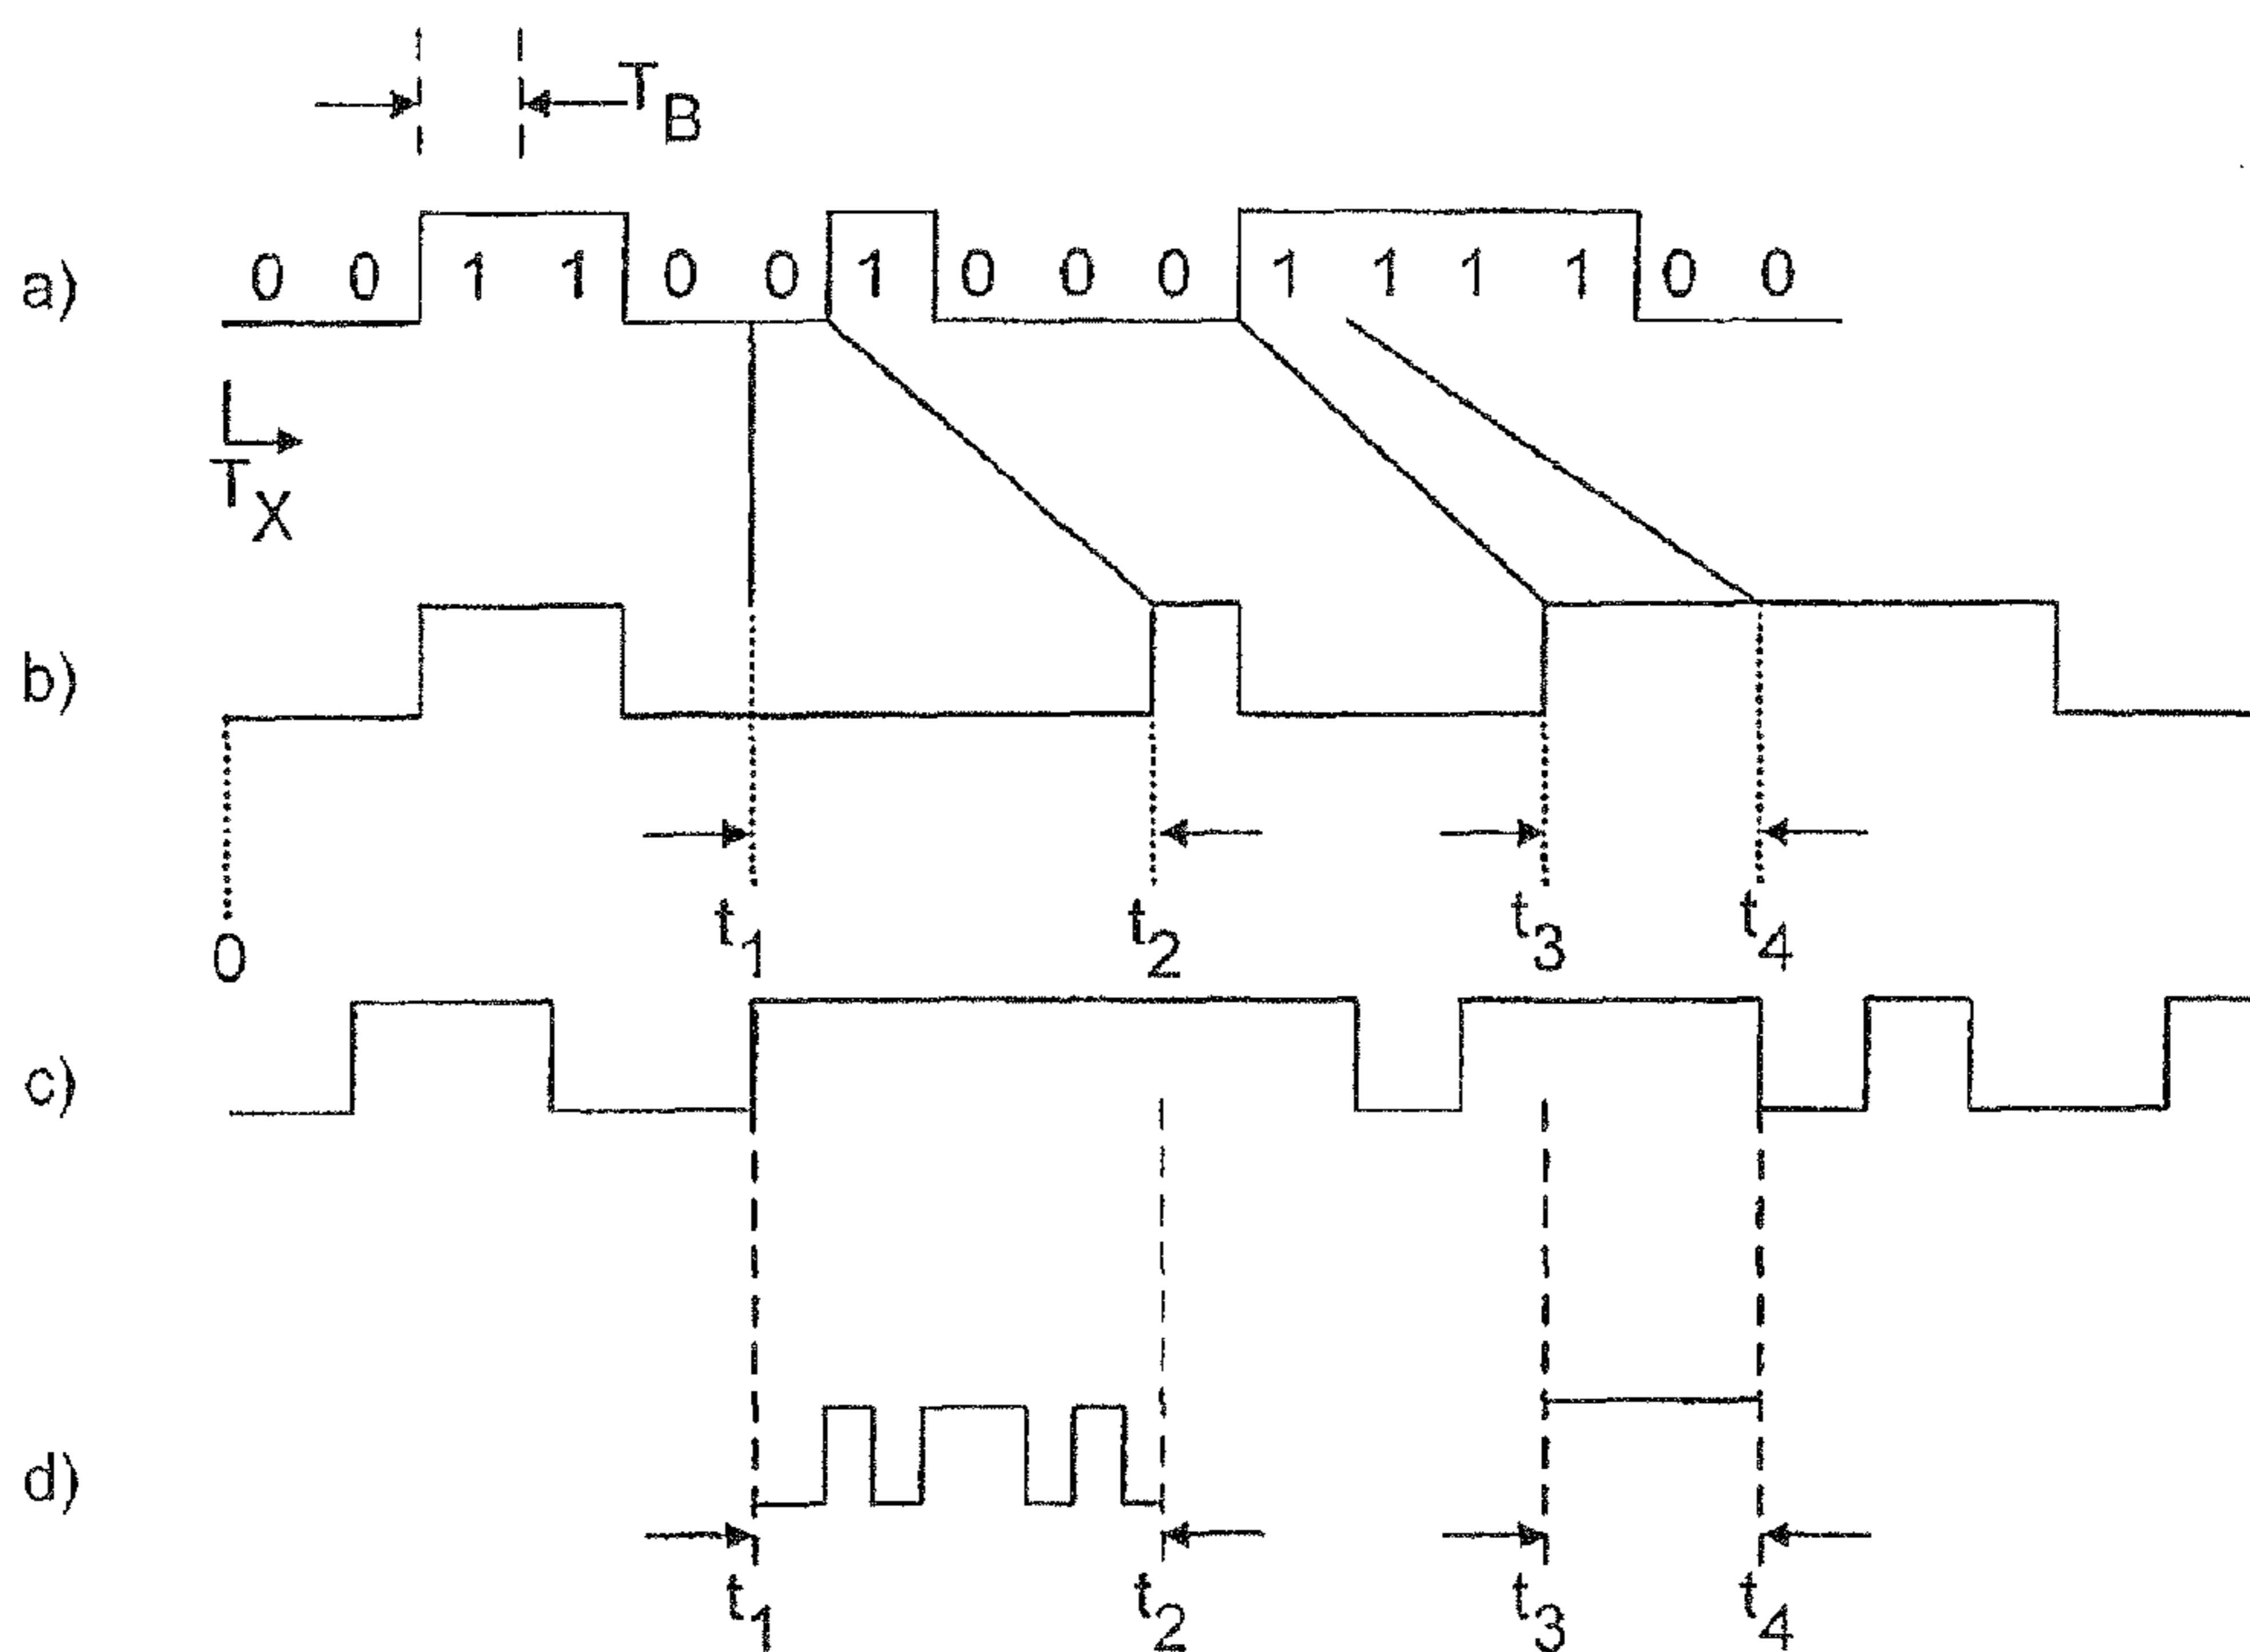 T_B
a) 0 0 1 1 0 0 1 0 0 0 1 1 1 1 0 0
T_X
b)
0 t_1 t_2 t_3 t_4
c)
d)
t_1 t_2 t_3 t_4